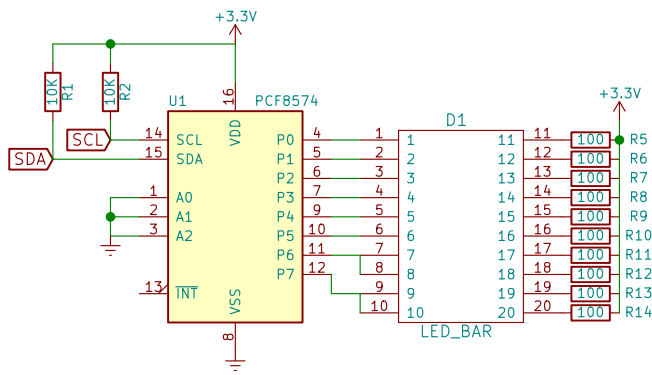 +3.3V
+3.3V
10K R1
10K R2
U1 PCF8574
16
VDD
D1
SCL
SDA
14 SCL P0 4 1 1 11 11 100 R5
15 SDA P1 5 2 2 12 12 100 R6
P2 6 3 3 13 13 100 R7
1 A0 P3 7 4 4 14 14 100 R8
2 A1 P4 9 5 5 15 15 100 R9
3 A2 P5 10 6 6 16 16 100 R10
P6 11 7 7 17 17 100 R11
P7 12 8 8 18 18 100 R12
13 INT 9 9 19 19 100 R13
10 10 20 20 100 R14
VSS
8
LED_BAR